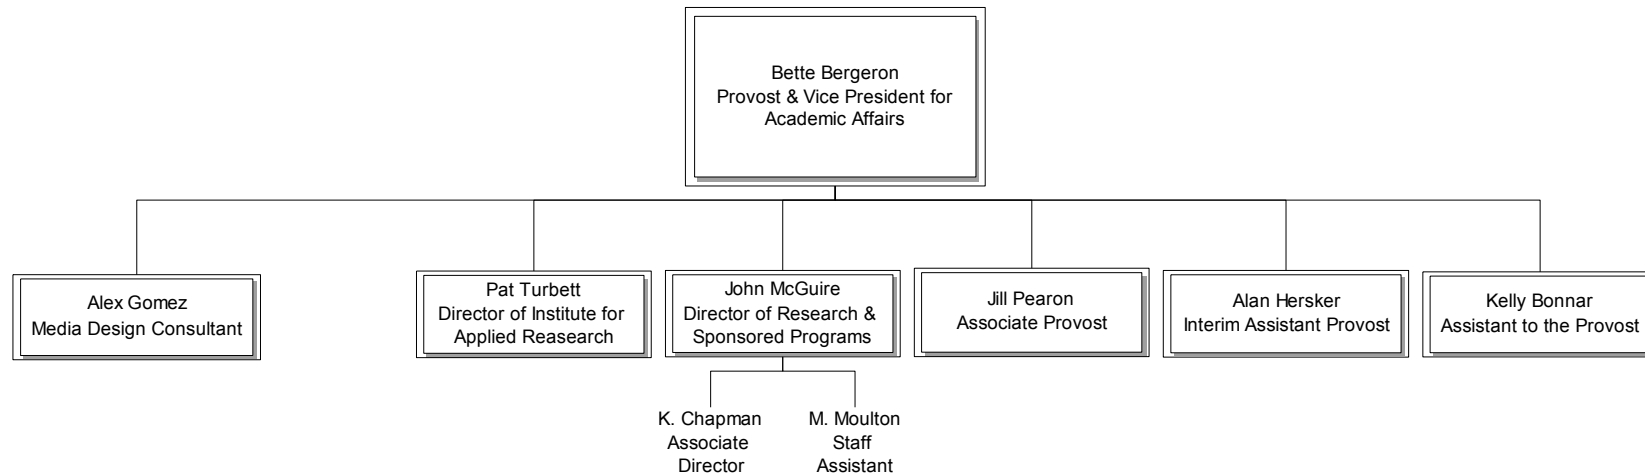 Bette Bergeron
Provost & Vice President for
Academic Affairs
Alex Gomez
Media Design Consultant
Pat Turbett
Director of Institute for
Applied Reasearch
John McGuire
Director of Research &
Sponsored Programs
Jill Pearon
Associate Provost
Alan Hersker
Interim Assistant Provost
Kelly Bonnar
Assistant to the Provost
K. Chapman
Associate
Director
M. Moulton
Staff
Assistant